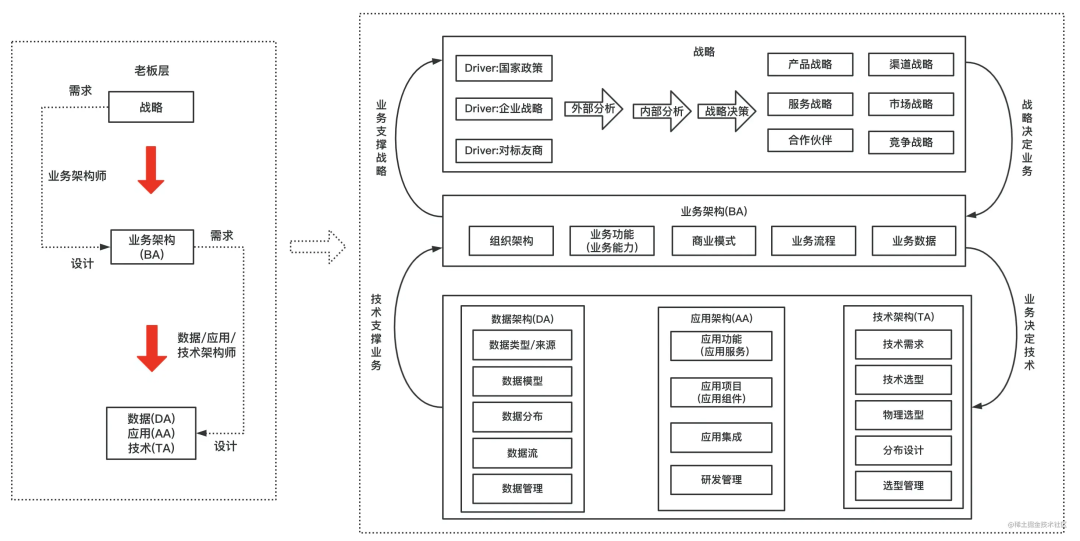 老板层
需求
战略
业务架构师
业务架构
(BA)
需求
设计
数据/应用/
技术架构师
数据(DA)
应用(AA)
技术(TA)
设计
业务支撑战略
技术支撑业务
战略
Driver:国家政策
Driver:企业战略
Driver:对标友商
外部分析
内部分析
战略决策
产品战略
渠道战略
服务战略
市场战略
合作伙伴
竞争战略
战略决定业务
业务架构(BA)
组织架构
业务功能
(业务能力)
商业模式
业务流程
业务数据
业务决定技术
数据架构(DA)
数据类型/来源
数据模型
数据分布
数据流
数据管理
应用架构(AA)
应用功能
(应用服务)
应用项目
(应用组件)
应用集成
研发管理
技术架构(TA)
技术需求
技术选型
物理选型
分布设计
选型管理
@稀土掘金技术社区